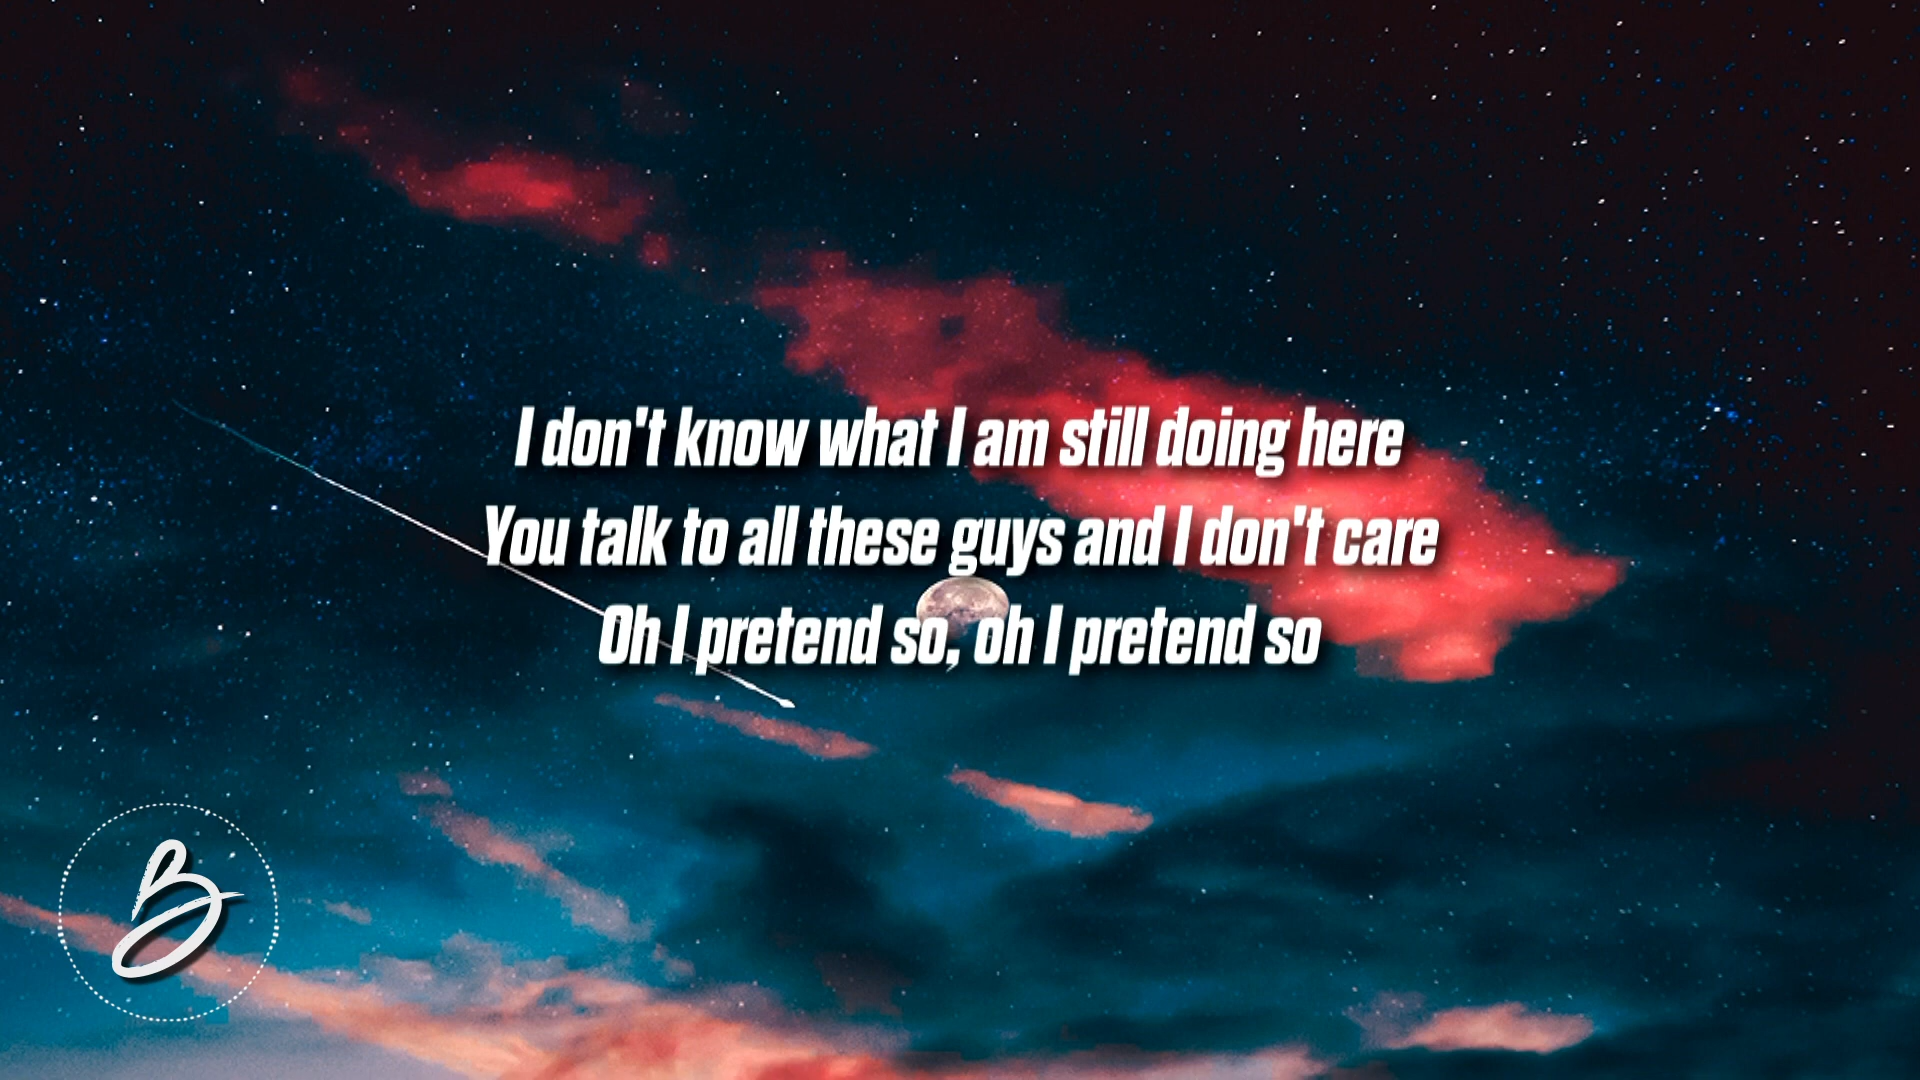 I don't know what I am still doing here
You talk to all these guys and I don't care
Oh I pretend so, oh I pretend so
B